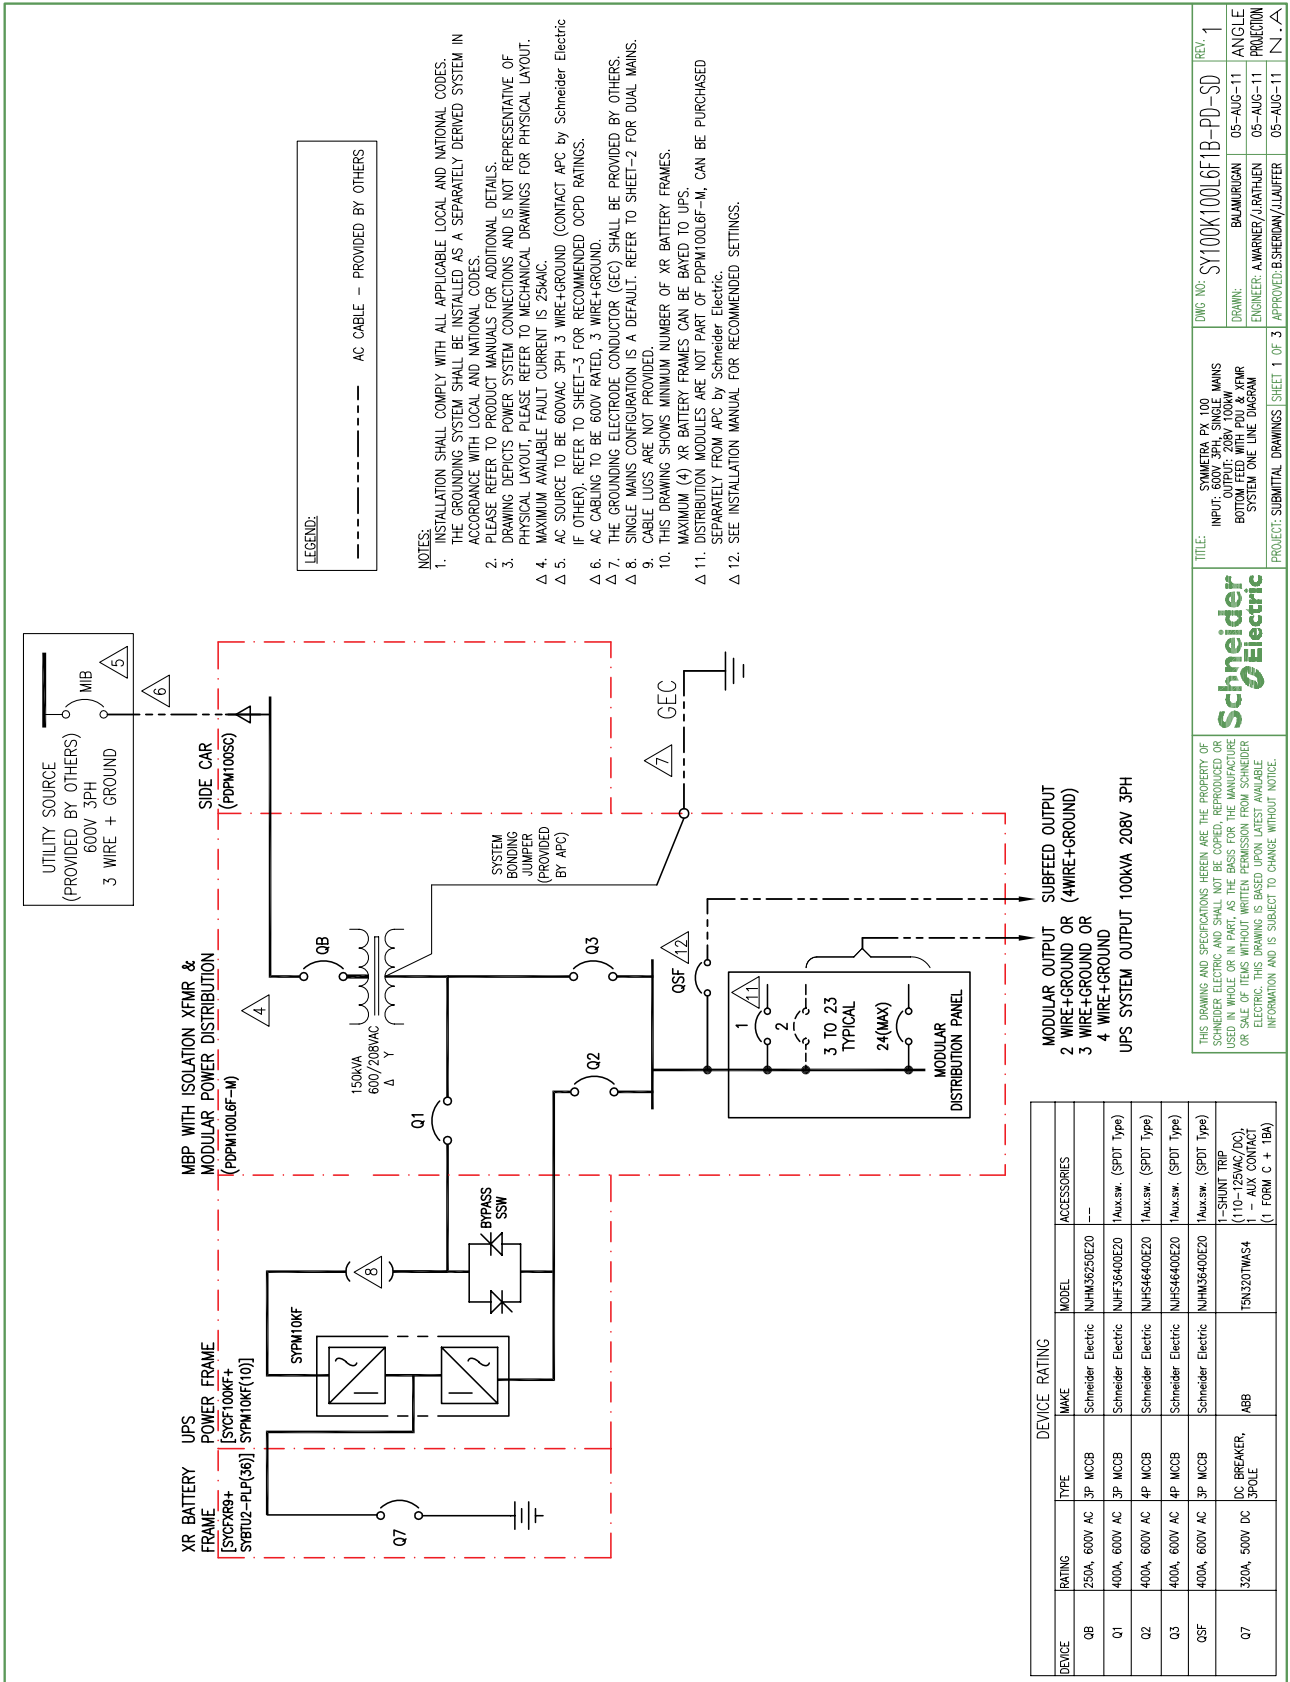 UTILITY SOURCE
(PROVIDED BY OTHERS)
600V 3PH
3 WIRE + GROUND
MIB
5
6
LEGEND:
AC CABLE - PROVIDED BY OTHERS
NOTES:
1. INSTALLATION SHALL COMPLY WITH ALL APPLICABLE LOCAL AND NATIONAL CODES.
THE GROUNDING SYSTEM SHALL BE INSTALLED AS A SEPARATELY DERIVED SYSTEM IN
ACCORDANCE WITH LOCAL AND NATIONAL CODES.
2. PLEASE REFER TO PRODUCT MANUALS FOR ADDITIONAL DETAILS.
3. DRAWING DEPICTS POWER SYSTEM CONNECTIONS AND IS NOT REPRESENTATIVE OF
PHYSICAL LAYOUT, PLEASE REFER TO MECHANICAL DRAWINGS FOR PHYSICAL LAYOUT.
Δ 4. MAXIMUM AVAILABLE FAULT CURRENT IS 25kAIC.
Δ 5. AC SOURCE TO BE 600VAC 3PH 3 WIRE+GROUND (CONTACT APC by Schneider Electric
IF OTHER). REFER TO SHEET-3 FOR RECOMMENDED OCPD RATINGS.
Δ 6. AC CABLING TO BE 600V RATED, 3 WIRE+GROUND.
Δ 7. THE GROUNDING ELECTRODE CONDUCTOR (GEC) SHALL BE PROVIDED BY OTHERS.
Δ 8. SINGLE MAINS CONFIGURATION IS A DEFAULT. REFER TO SHEET-2 FOR DUAL MAINS.
9. CABLE LUGS ARE NOT PROVIDED.
10. THIS DRAWING SHOWS MINIMUM NUMBER OF XR BATTERY FRAMES.
MAXIMUM (4) XR BATTERY FRAMES CAN BE BAYED TO UPS.
Δ 11. DISTRIBUTION MODULES ARE NOT PART OF PDPM100L6F-M, CAN BE PURCHASED
SEPARATELY FROM APC by Schneider Electric.
Δ 12. SEE INSTALLATION MANUAL FOR RECOMMENDED SETTINGS.
XR BATTERY
FRAME
[SYCFXR9+
SYBTU2-PLP(36)]
UPS
POWER FRAME
[SYCF100KF+
SYPM10KF(10)]
MBP WITH ISOLATION XFMR &
MODULAR POWER DISTRIBUTION
(PDPM100L6F-M)
SIDE CAR
(PDPM100SC)
4
QB
150kVA
600/208VAC
Δ Y
SYPM10KF
8
Q1
BYPASS
SSW
SYSTEM
BONDING
JUMPER
(PROVIDED
BY APC)
7
GEC
Q7
Q2
Q3
QSF
12
11
1
2
3 TO 23
TYPICAL
24(MAX)
MODULAR
DISTRIBUTION PANEL
MODULAR OUTPUT
2 WIRE+GROUND OR
3 WIRE+GROUND OR
4 WIRE+GROUND
SUBFEED OUTPUT
(4WIRE+GROUND)
UPS SYSTEM OUTPUT 100kVA 208V 3PH
DEVICE RATING
DEVICE RATING TYPE MAKE MODEL ACCESSORIES
QB 250A, 600V AC 3P MCCB Schneider Electric NJHM36250E20 --
Q1 400A, 600V AC 3P MCCB Schneider Electric NJHF36400E20 1Aux.sw. (SPDT Type)
Q2 400A, 600V AC 4P MCCB Schneider Electric NJHS46400E20 1Aux.sw. (SPDT Type)
Q3 400A, 600V AC 4P MCCB Schneider Electric NJHS46400E20 1Aux.sw. (SPDT Type)
QSF 400A, 600V AC 3P MCCB Schneider Electric NJHM36400E20 1Aux.sw. (SPDT Type)
Q7 320A, 500V DC DC BREAKER, 3POLE ABB T5N320TWAS4 1-SHUNT TRIP
(110-125VAC/DC),
1 - AUX CONTACT
(1 FORM C + 1BA)
THIS DRAWING AND SPECIFICATIONS HEREIN ARE THE PROPERTY OF
SCHNEIDER ELECTRIC AND SHALL NOT BE COPIED, REPRODUCED OR
USED IN WHOLE OR IN PART, AS THE BASIS FOR THE MANUFACTURE
OR SALE OF ITEMS WITHOUT WRITTEN PERMISSION FROM SCHNEIDER
ELECTRIC. THIS DRAWING IS BASED UPON LATEST AVAILABLE
INFORMATION AND IS SUBJECT TO CHANGE WITHOUT NOTICE.
Schneider
Electric
TITLE: SYMMETRA PX 100
INPUT: 600V 3PH, SINGLE MAINS
OUTPUT: 208V 100kW
BOTTOM FEED WITH PDU & XFMR
SYSTEM ONE LINE DIAGRAM
PROJECT: SUBMITTAL DRAWINGS SHEET 1 OF 3
DWG NO: SY100K100L6F1B-PD-SD REV: 1
DRAWN: BALAMURUGAN 05-AUG-11
ENGINEER: A.WARNER/J.RATHJEN 05-AUG-11
APPROVED: B.SHERIDAN/J.LAUFFER 05-AUG-11
ANGLE
PROJECTION
N.A